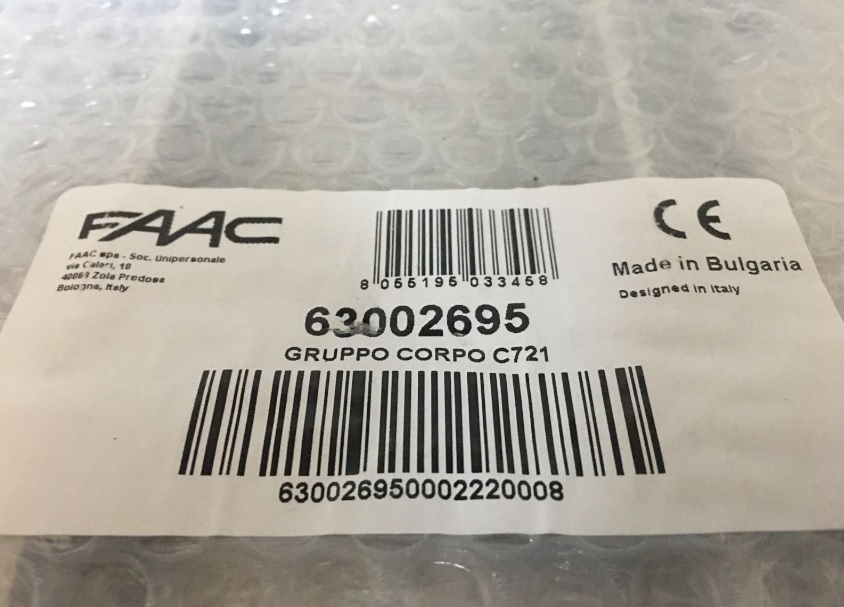 FAAC
FAAC spa - Soc. Unipersonale
via Calari, 10
40069 Zola Predosa
Bologna, Italy
8 055195 033458
CE
Made in Bulgaria
Designed in Italy
63002695
GRUPPO CORPO C721
630026950002220008